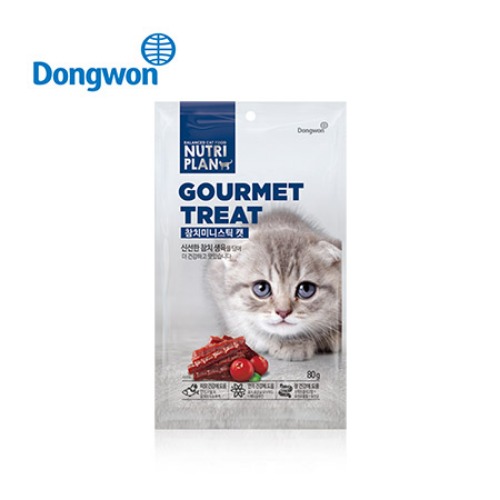 Dongwon
Dongwon
BALANCED CAT FOOD
NUTRI
PLAN
GOURMET
TREAT
참치미니스틱 캣
신선한 참치 생육을 담아
더 건강하고 맛있습니다
80g